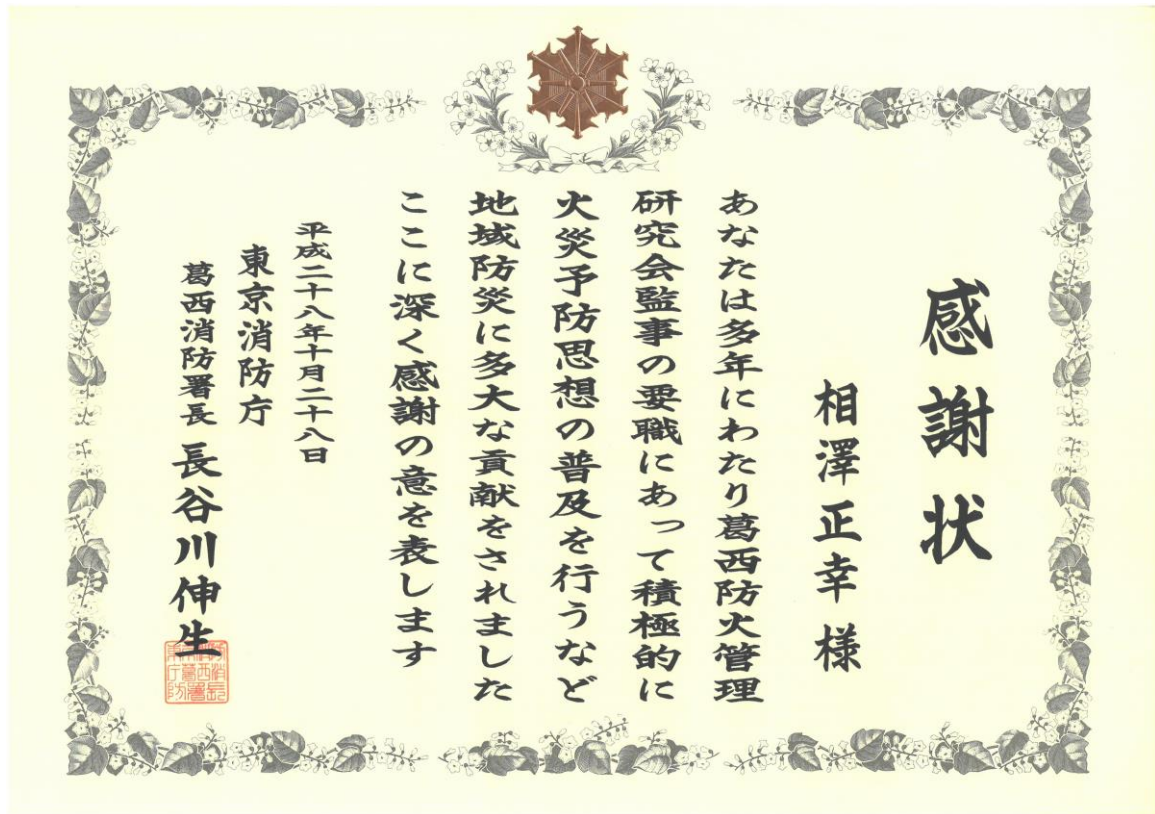 感謝状
相澤正幸様
あなたは多年にわたり葛西防火管理
研究会監事の要職にあって積極的に
火災予防思想の普及を行うなど
地域防災に多大な貢献をされました
ここに深く感謝の意を表します
平成二十八年十月二十八日
東京消防庁
葛西消防署長 長谷川伸生